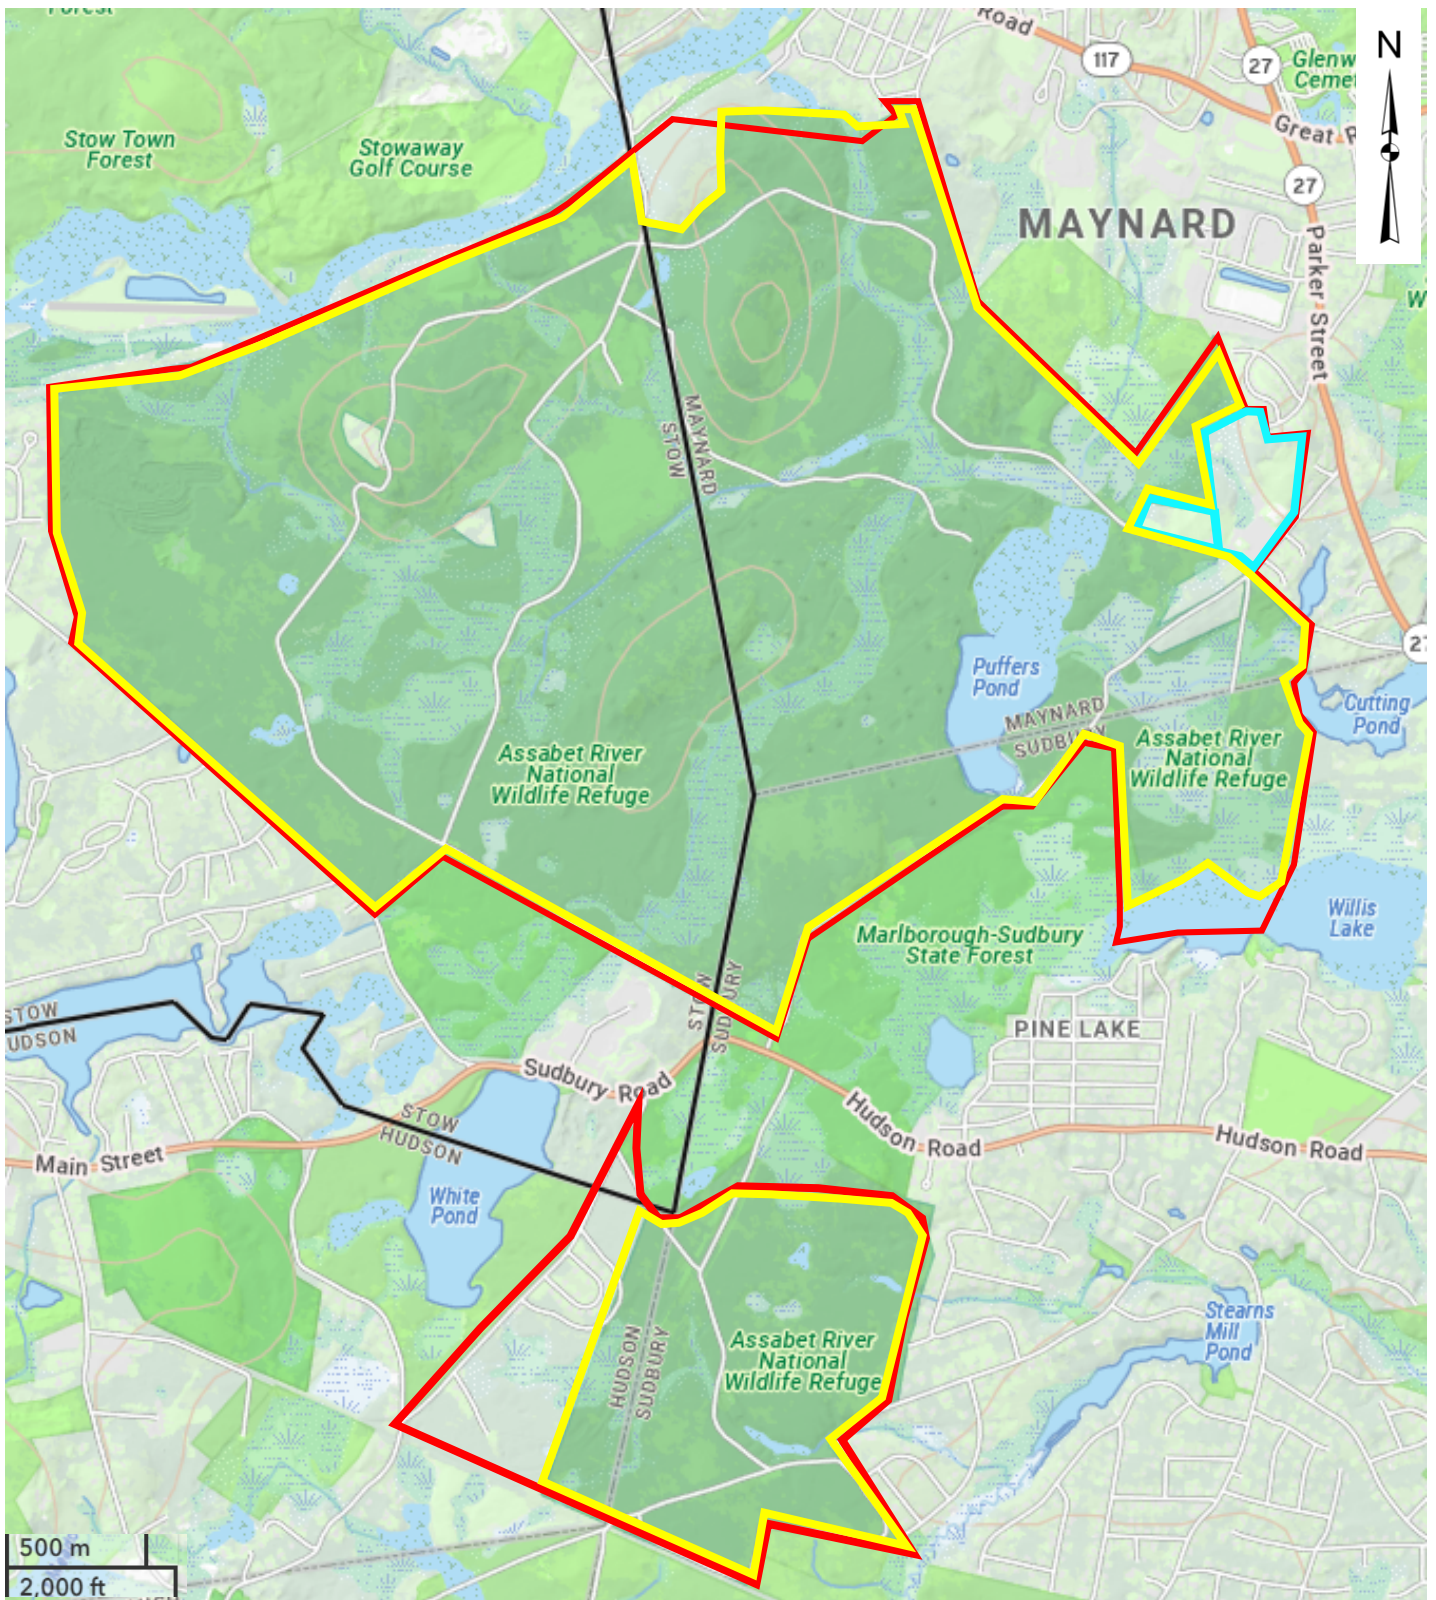 Forest
Road
117
27
Glenw
Ceme
N
Great
Stow Town
Forest
Stowaway
Golf Course
27
MAYNARD
Parker Street
W
MAYNARD
STOW
27
Puffers
Pond
MAYNARD
SUDBURY
Cutting
Pond
Assabet River
National
Wildlife Refuge
Assabet River
National
Wildlife Refuge
Willis
Lake
Marlborough-Sudbury
State Forest
STOW
SUDBURY
STOW
UDSON
PINE LAKE
Sudbury Road
Hudson Road
Hudson Road
STOW
HUDSON
Main Street
White
Pond
Stearns
Mill
Pond
HUDSON
SUDBURY
Assabet River
National
Wildlife Refuge
500 m
2,000 ft